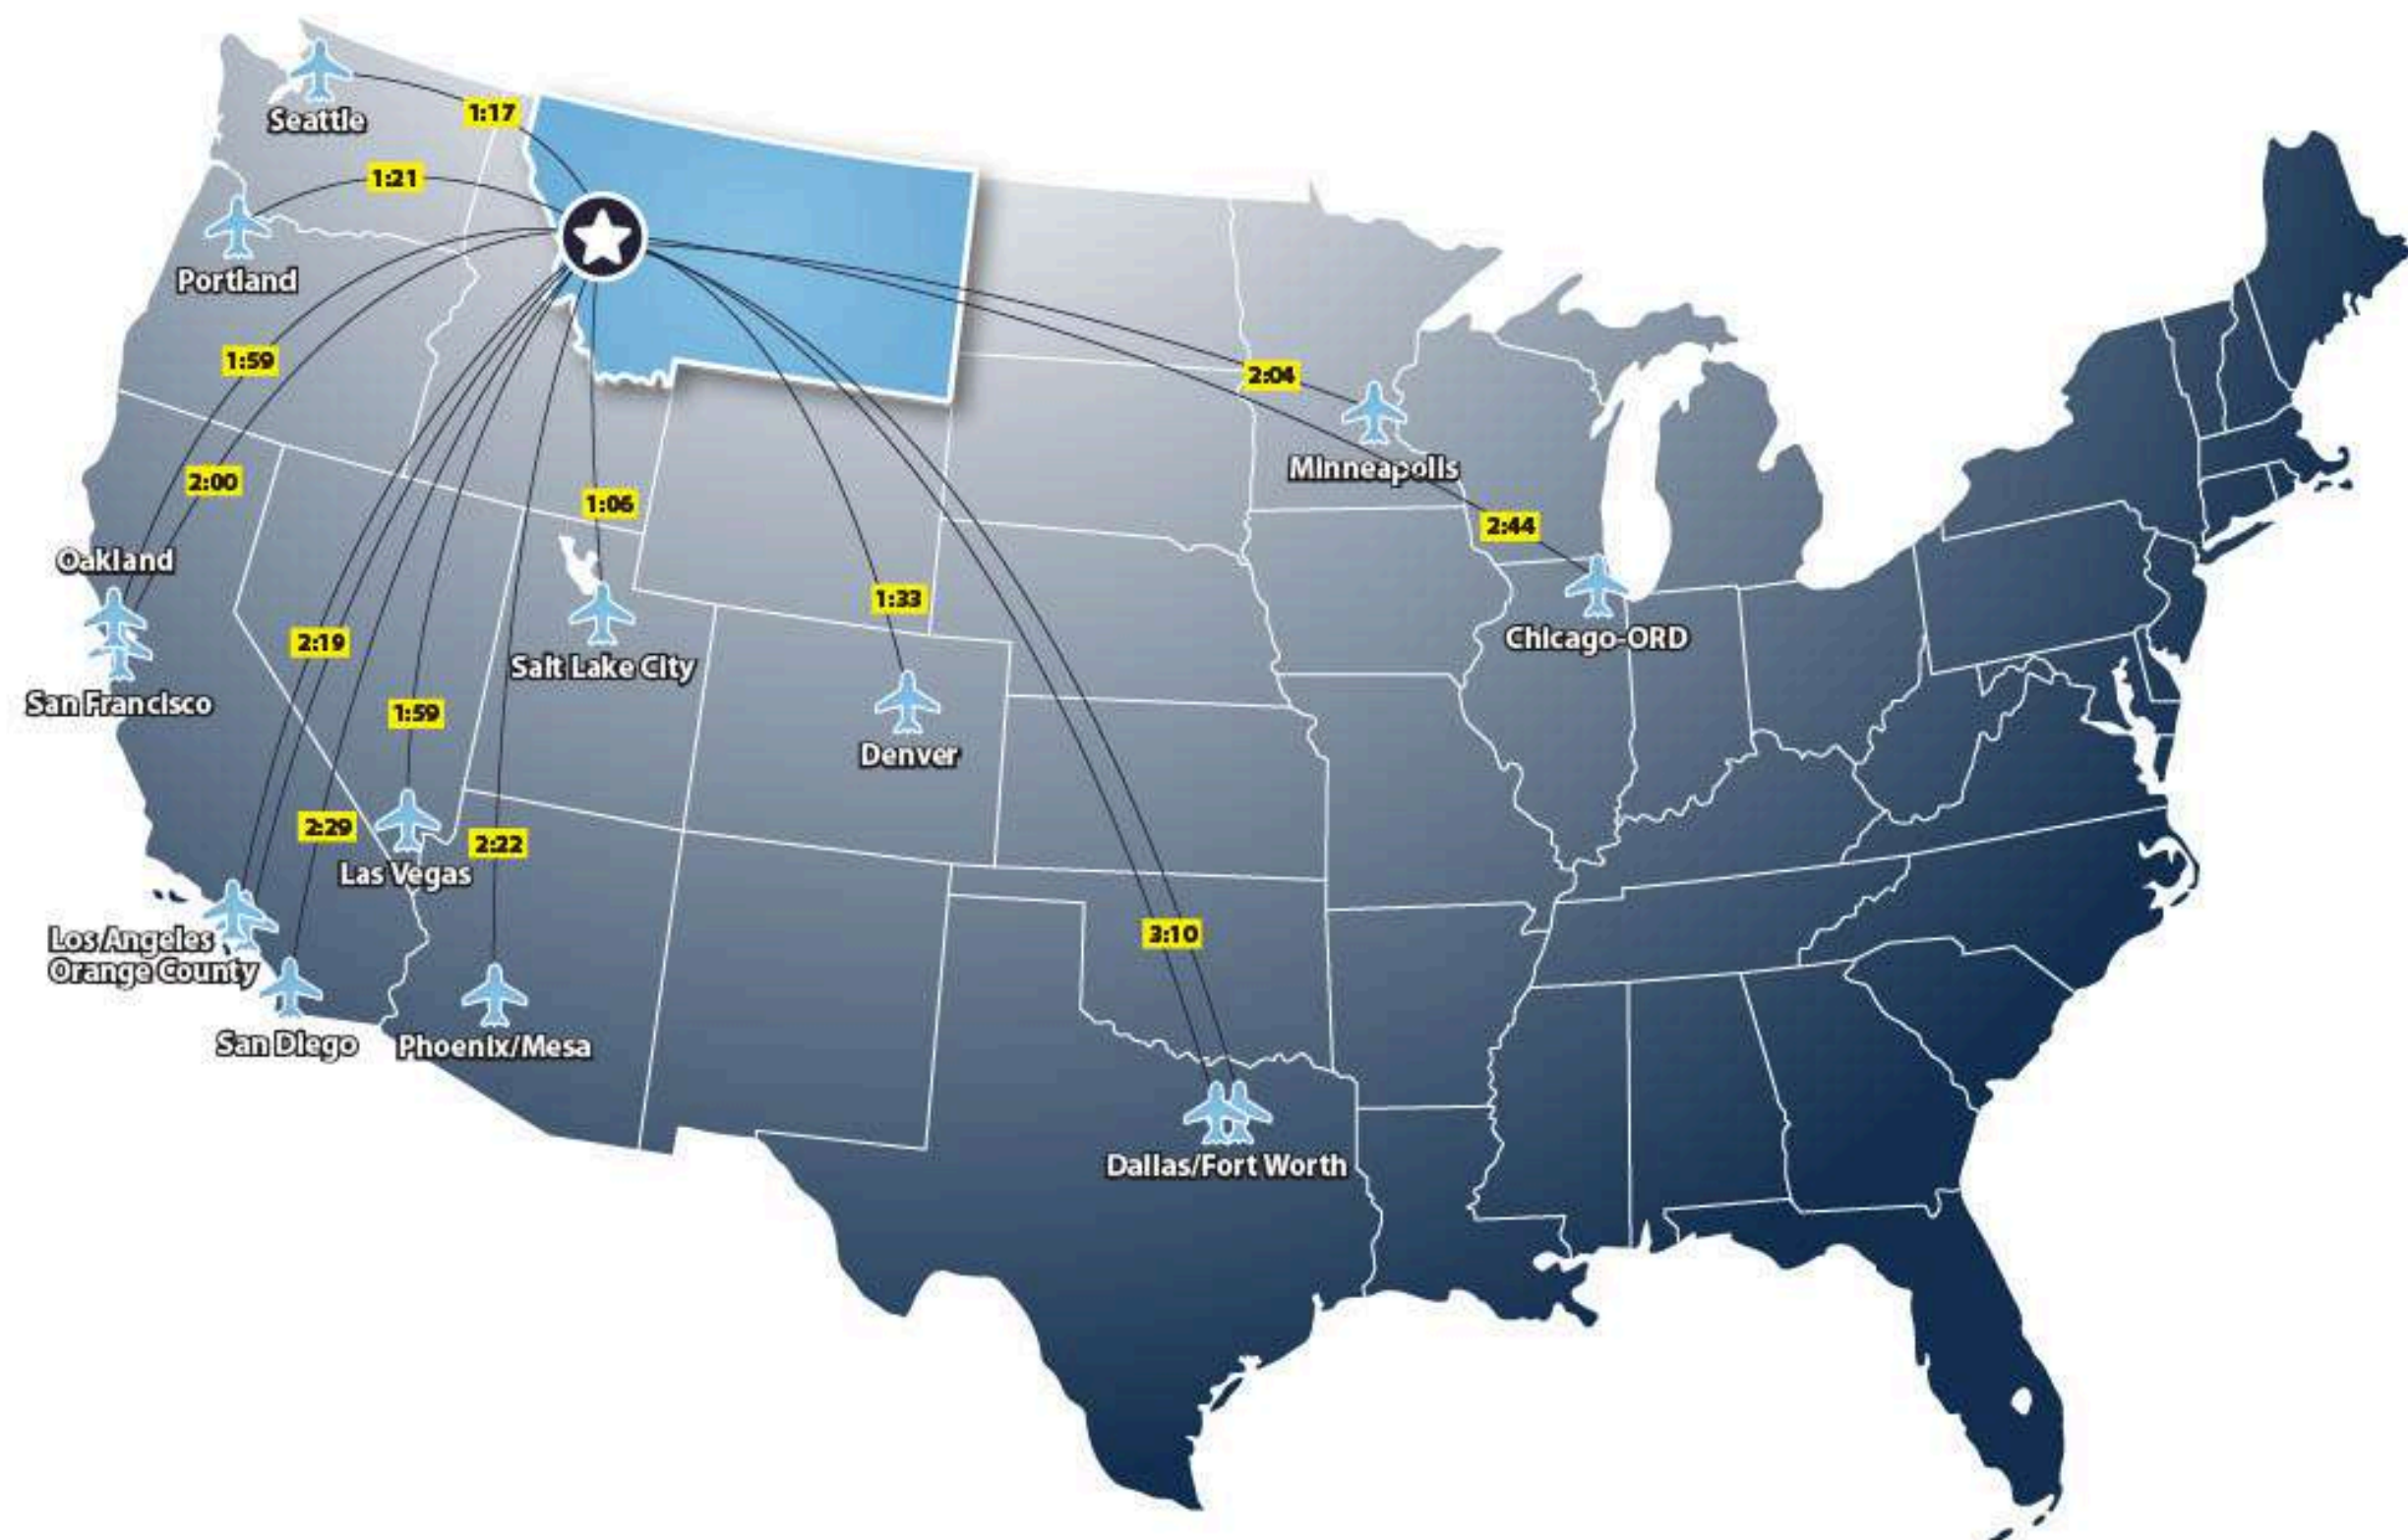 Seattle
1:17
1:21
Portland
1:59
2:04
Minneapolis
2:00
1:06
2:44
Oakland
1:33
Chicago-ORD
2:19
Salt Lake City
San Francisco
1:59
Denver
2:29
2:22
Las Vegas
3:10
Los Angeles
Orange County
San Diego
Phoenix/Mesa
Dallas/Fort Worth